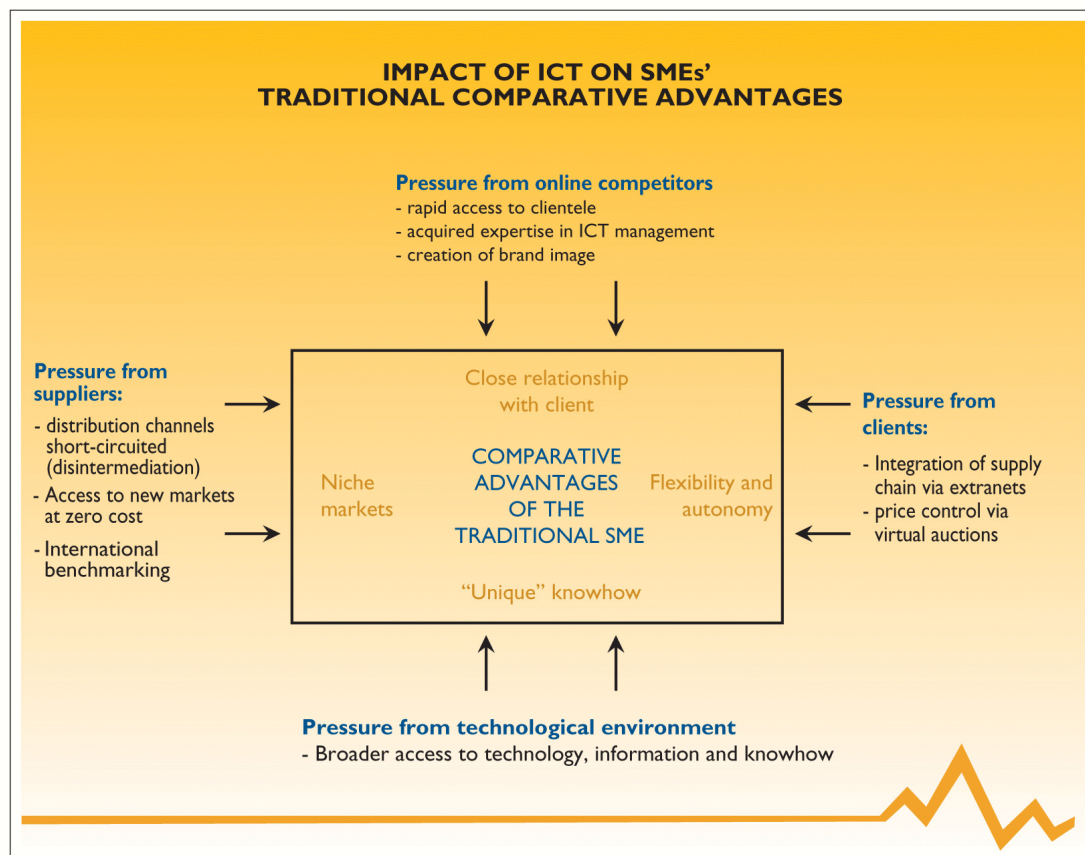 IMPACT OF ICT ON SMEs'
TRADITIONAL COMPARATIVE ADVANTAGES
Pressure from online competitors
- rapid access to clientele
- acquired expertise in ICT management
- creation of brand image
Pressure from
suppliers:
- distribution channels
short-circuited
(disintermediation)
- Access to new markets
at zero cost
- International
benchmarking
Close relationship
with client
Niche
markets
COMPARATIVE
ADVANTAGES
OF THE
TRADITIONAL SME
Flexibility and
autonomy
“Unique” knowhow
Pressure from
clients:
- Integration of supply
chain via extranets
- price control via
virtual auctions
Pressure from technological environment
- Broader access to technology, information and knowhow